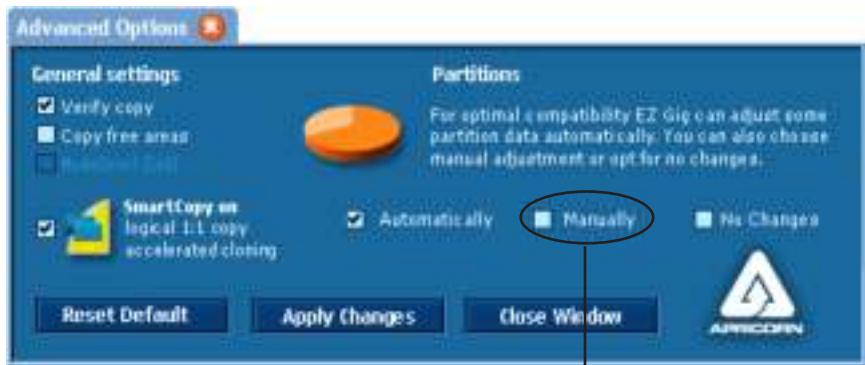 Advanced Options
General settings
Verify copy
Copy free areas
SmartCopy on
logical 1:1 copy
accelerated cloning
Partitions
For optimal compatibility EZ Gig can adjust some
partition data automatically. You can also choose
manual adjustment or opt for no changes.
Automatically
Manually
No Changes
Reset Default
Apply Changes
Close Window
APRICORN